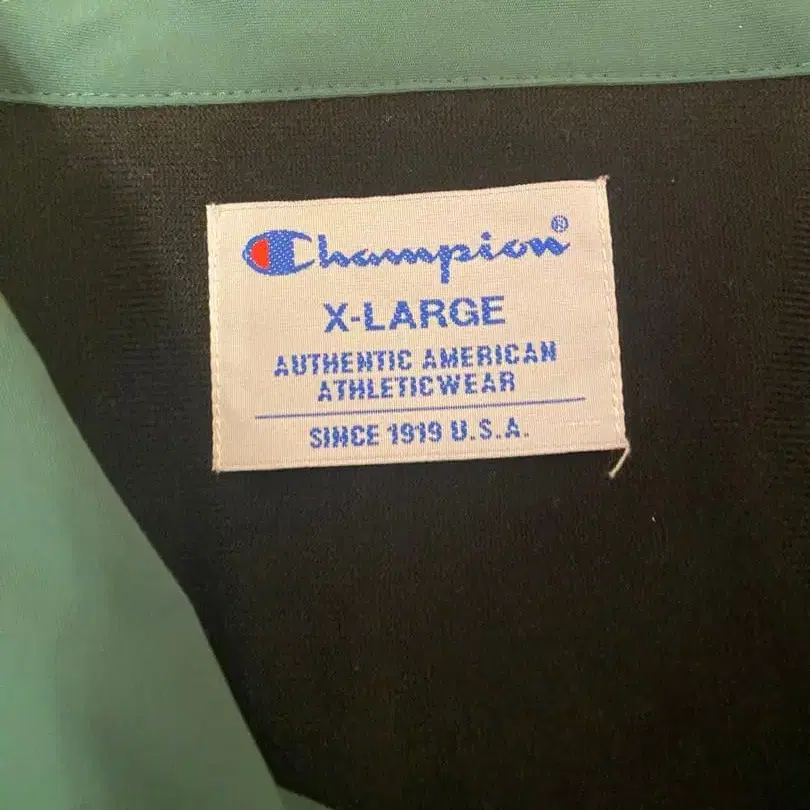 Champion®
X-LARGE
AUTHENTIC AMERICAN
ATHLETICWEAR
SINCE 1919 U.S.A.